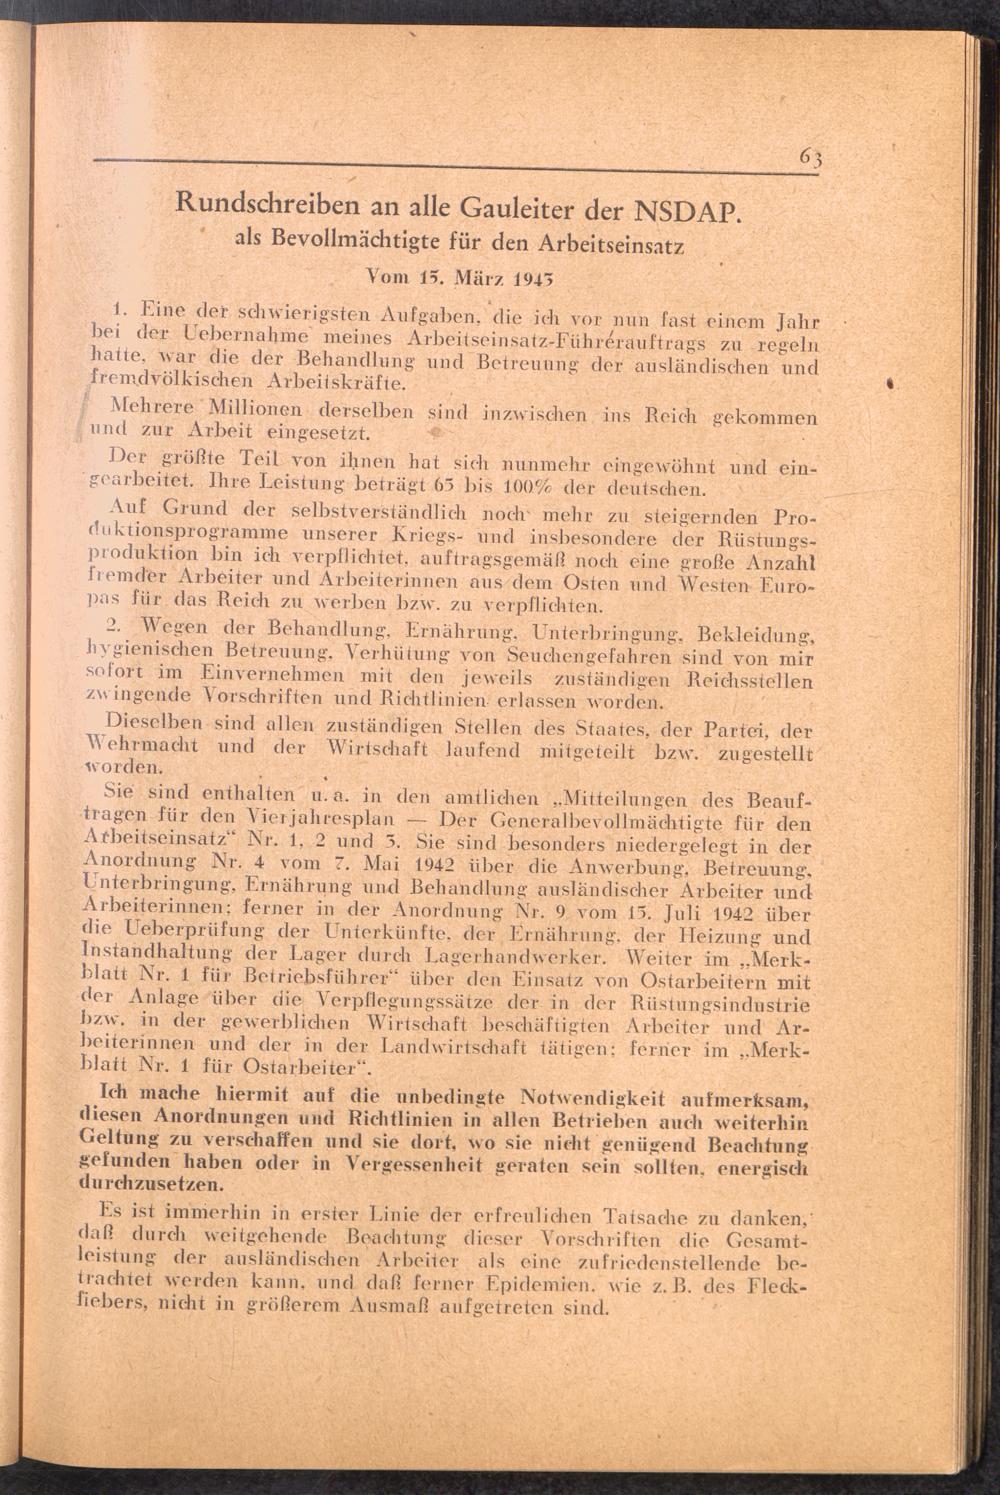 63
Rundschreiben an alle Gauleiter der NSDAP.
als Bevollmächtigte für den Arbeitseinsatz
Vom 15. März 1943
1. Eine der schwierigsten Aufgaben, die ich vor nun fast einem Jahr
bei der Uebernahme meines Arbeitseinsatz-Führerauftrags zu regeln
hatte, war die der Behandlung und Betreuung der ausländischen und
fremdvölkischen Arbeitskräfte.
Mehrere Millionen derselben sind inzwischen ins Reich gekommen
und zur Arbeit eingesetzt.
Der größte Teil von ihnen hat sich nunmehr eingewöhnt und ein-
gearbeitet. Ihre Leistung beträgt 65 bis 100% der deutschen.
Auf Grund der selbstverständlich noch mehr zu steigernden Pro-
duktionsprogramme unserer Kriegs- und insbesondere der Rüstungs-
produktion bin ich verpflichtet, auftragsgemäß noch eine große Anzahl
fremder Arbeiter und Arbeiterinnen aus dem Osten und Westen Euro-
pas für das Reich zu werben bzw. zu verpflichten.
2. Wegen der Behandlung, Ernährung, Unterbringung, Bekleidung,
hygienischen Betreuung, Verhütung von Seuchengefahren sind von mir
sofort im Einvernehmen mit den jeweils zuständigen Reichsstellen
zwingende Vorschriften und Richtlinien erlassen worden.
Dieselben sind allen zuständigen Stellen des Staates, der Partei, der
Wehrmacht und der Wirtschaft laufend mitgeteilt bzw. zugestellt
worden.
Sie sind enthalten u. a. in den amtlichen „Mitteilungen des Beauf-
tragen für den Vierjahresplan — Der Generalbevollmächtigte für den
Arbeitseinsatz“ Nr. 1, 2 und 3. Sie sind besonders niedergelegt in der
Anordnung Nr. 4 vom 7. Mai 1942 über die Anwerbung, Betreuung,
Unterbringung, Ernährung und Behandlung ausländischer Arbeiter und
Arbeiterinnen; ferner in der Anordnung Nr. 9 vom 15. Juli 1942 über
die Ueberprüfung der Unterkünfte, der Ernährung, der Heizung und
Instandhaltung der Lager durch Lagerhandwerker. Weiter im „Merk-
blatt Nr. 1 für Betriebsführer“ über den Einsatz von Ostarbeitern mit
der Anlage über die Verpflegungssätze der in der Rüstungsindustrie
bzw. in der gewerblichen Wirtschaft beschäftigten Arbeiter und Ar-
beiterinnen und der in der Landwirtschaft tätigen; ferner im „Merk-
blatt Nr. 1 für Ostarbeiter“.
Ich mache hiermit auf die unbedingte Notwendigkeit aufmerksam,
diesen Anordnungen und Richtlinien in allen Betrieben auch weiterhin
Geltung zu verschaffen und sie dort, wo sie nicht genügend Beachtung
gefunden haben oder in Vergessenheit geraten sein sollten, energisch
durchzusetzen.
Es ist immerhin in erster Linie der erfreulichen Tatsache zu danken,
daß durch weitgehende Beachtung dieser Vorschriften die Gesamt-
leistung der ausländischen Arbeiter als eine zufriedenstellende be-
trachtet werden kann, und daß ferner Epidemien, wie z. B. des Fleck-
fiebers, nicht in größerem Ausmaß aufgetreten sind.